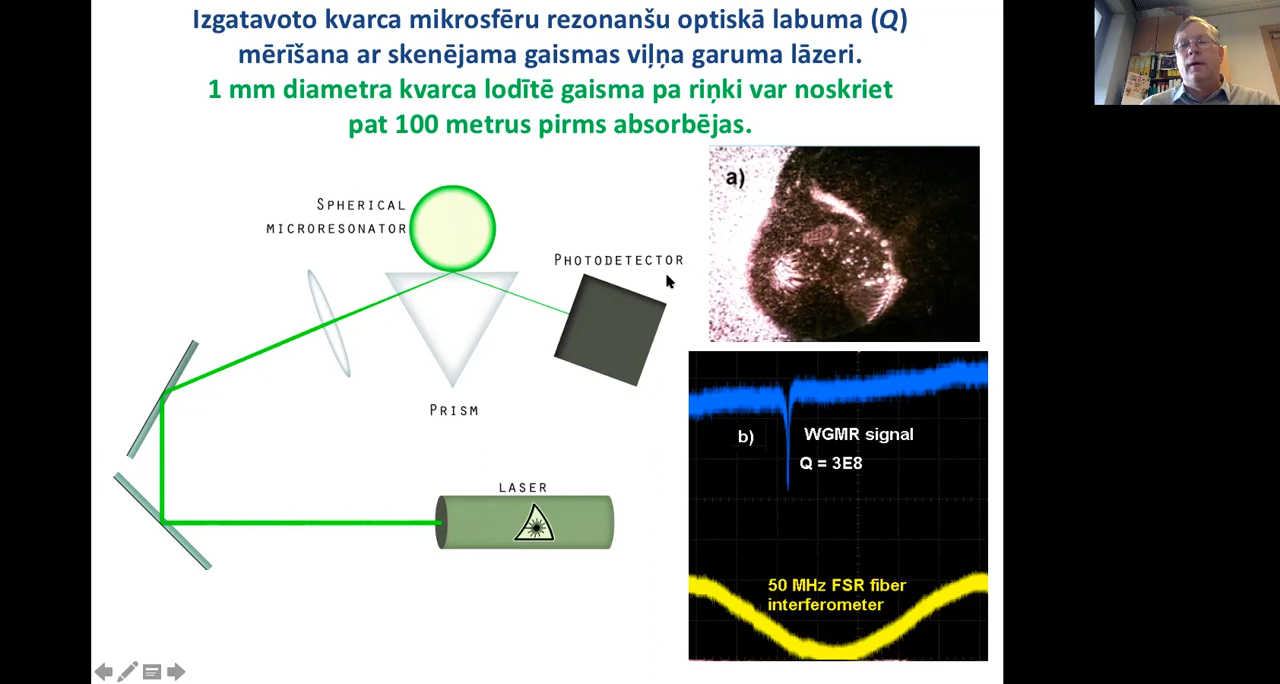 Izgatavoto kvarca mikrosfēru rezonanšu optiskā labuma (Q)
mērīšana ar skenējama gaismas viļņa garuma lāzeri.
1 mm diametra kvarca lodītē gaisma pa riņķi var noskriet
pat 100 metrus pirms absorbējas.
SPHERICAL
MICRORESONATOR
PHOTODETECTOR
PRISM
LASER
a)
b)
WGMR signal
Q = 3E8
50 MHz FSR fiber
interferometer